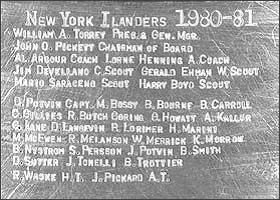 NEW YORK ILANDERS 1980-81
WILLIAM A. TORREY PRES. & GEN. MGR.
JOHN O. PICKETT CHAIRMAN OF BOARD
AL ARBOUR COACH LORNE HENNING A. COACH
JIM DEVELLANO C. SCOUT GERALD EHMAN W. SCOUT
MARIO SARACENO SCOUT HARRY BOYD SCOUT
D. POTVIN CAPT. M. BOSSY B. BOURNE B. CARROLL
C. GILLIES R. BUTCH GORING G. HOWATT A. KALLUR
G. LANE D. LANGEVIN R. LORIMER H. MARINI
M. MCEWEN R. MELANSON W. MERRICK K. MORROW
B. NYSTROM S. PERSSON J. POTVIN B. SMITH
D. SUTTER J. TONELLI B. TROTTIER
R. WASKE H.T. J. PICKARD A.T.